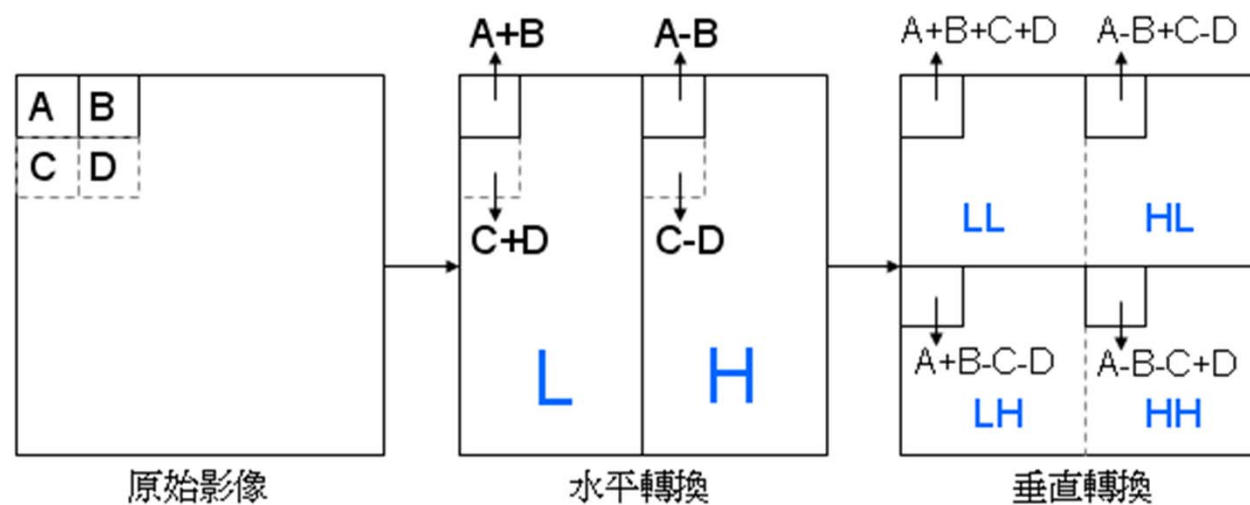 A B
C D
原始影像
A+B A-B
C+D C-D
L H
水平轉換
A+B+C+D A-B+C-D
LL HL
A+B-C-D A-B-C+D
LH HH
垂直轉換